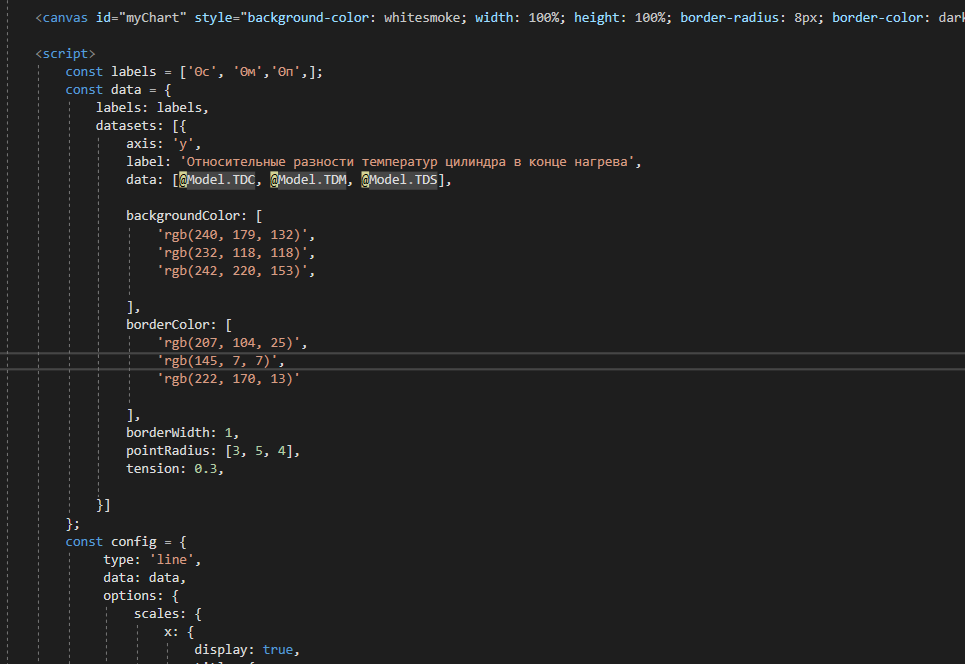 <canvas id="myChart" style="background-color: whitesmoke; width: 100%; height: 100%; border-radius: 8px; border-color: dark
<script>
const labels = ['0с', '0м','0п',];
const data = {
labels: labels,
datasets: [{
axis: 'y',
label: 'Относительные разности температур цилиндра в конце нагрева',
data: [@Model.TDC, @Model.TDM, @Model.TDS],
backgroundColor: [
'rgb(240, 179, 132)',
'rgb(232, 118, 118)',
'rgb(242, 220, 153)',
],
borderColor: [
'rgb(207, 104, 25)',
'rgb(145, 7, 7)',
'rgb(222, 170, 13)'
],
borderWidth: 1,
pointRadius: [3, 5, 4],
tension: 0.3,
}]
};
const config = {
type: 'line',
data: data,
options: {
scales: {
x: {
display: true,